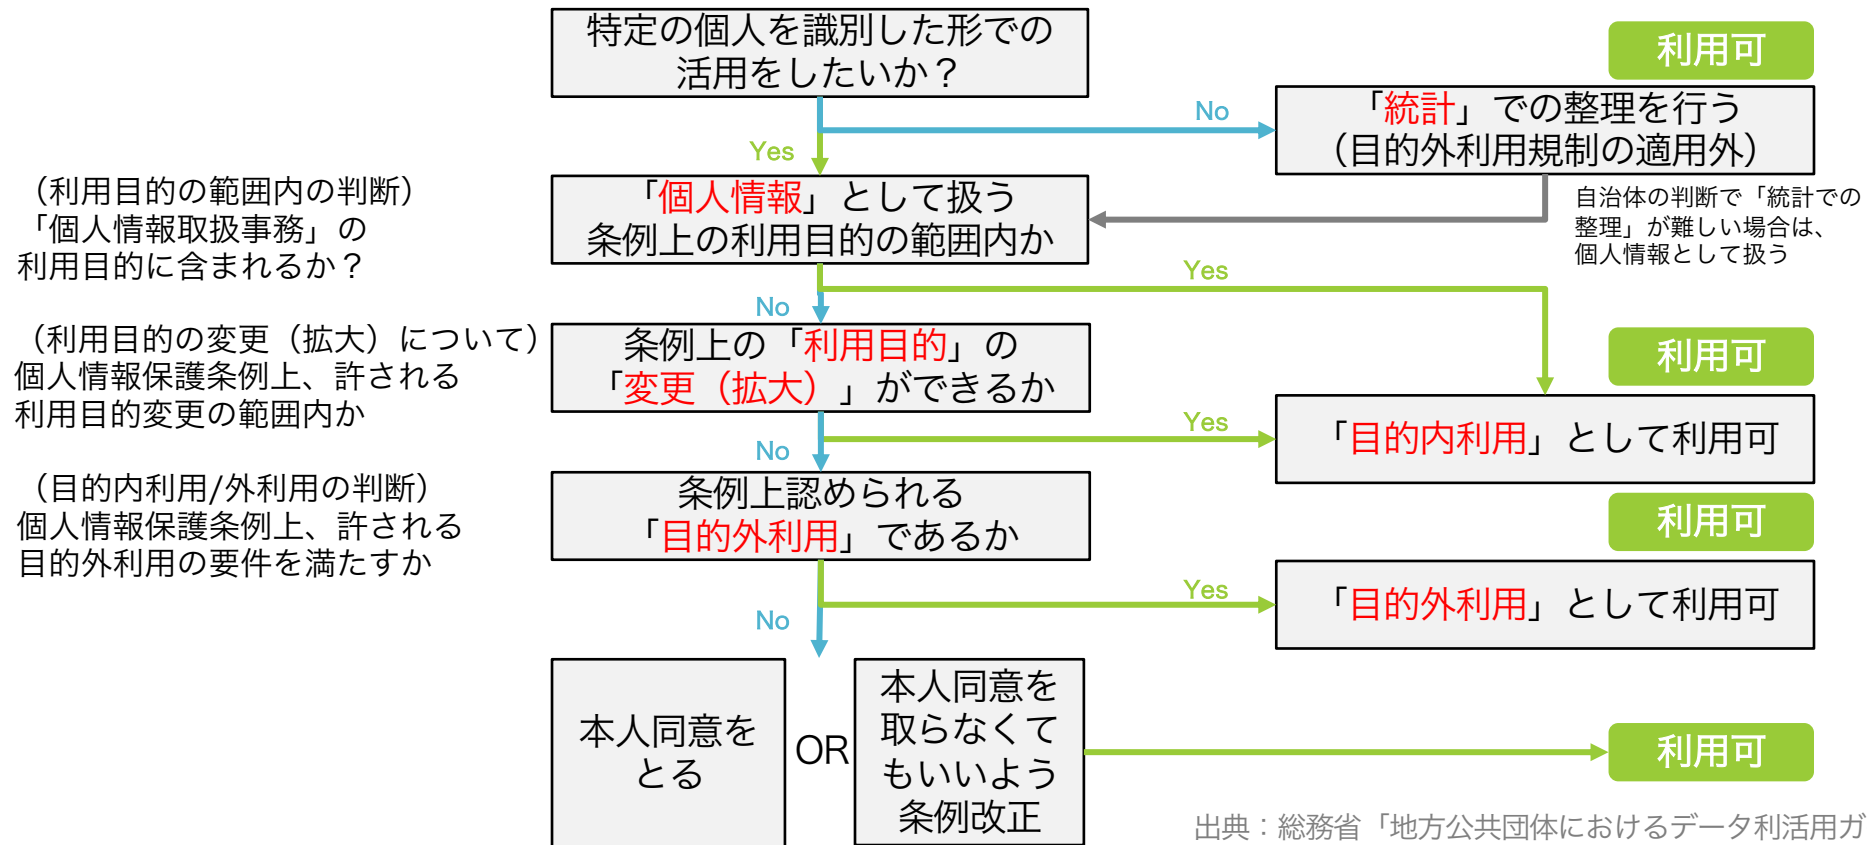 特定の個人を識別した形での
活用をしたいか？
利用可
No
「統計」での整理を行う
（目的外利用規制の適用外）
Yes
（利用目的の範囲内の判断）
「個人情報取扱事務」の
利用目的に含まれるか？
「個人情報」として扱う
条例上の利用目的の範囲内か
自治体の判断で「統計での
整理」が難しい場合は、
個人情報として扱う
Yes
No
（利用目的の変更（拡大）について）
個人情報保護条例上、許される
利用目的変更の範囲内か
条例上の「利用目的」の
「変更（拡大）」ができるか
利用可
Yes
「目的内利用」として利用可
No
（目的内利用/外利用の判断）
個人情報保護条例上、許される
目的外利用の要件を満たすか
条例上認められる
「目的外利用」であるか
利用可
Yes
「目的外利用」として利用可
No
本人同意を
とる
OR
本人同意を
取らなくて
もいいよう
条例改正
利用可
出典：総務省「地方公共団体におけるデータ利活用ガ